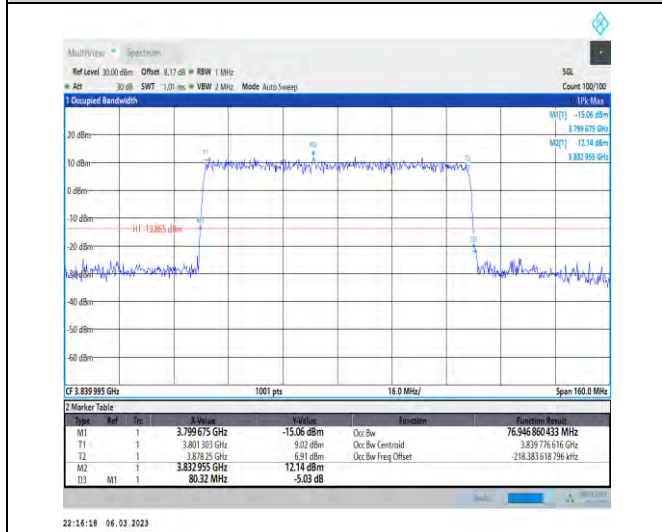 MultiView Spectrum
Ref Level 30.00 dBm Offset 8.17 dB RBW 1 MHz SGL
Att 30 dB SWT 1.01 ms VBW 2 MHz Mode Auto Sweep Count 100/100
1 Occupied Bandwidth 1Pk Max
M1[1] -15.06 dBm
3.799 675 GHz
M2[1] 12.14 dBm
3.832 955 GHz
20 dBm
10 dBm
0 dBm
-10 dBm
H1 -13.865 dBm
-20 dBm
-30 dBm
-40 dBm
-50 dBm
-60 dBm
T1
M2
T2
M1
D3
CF 3.839 995 GHz 1001 pts 16.0 MHz/ Span 160.0 MHz
2 Marker Table
Type Ref Trc X-Value Y-Value Function Function Result
M1 1 3.799 675 GHz -15.06 dBm Occ Bw 76.946 860 433 MHz
T1 1 3.801 303 GHz 9.02 dBm Occ Bw Centroid 3.839 776 616 GHz
T2 1 3.878 25 GHz 6.91 dBm Occ Bw Freq Offset -218.383 618 796 kHz
M2 1 3.832 955 GHz 12.14 dBm
D3 M1 1 80.32 MHz -5.03 dB
22:16:18 06.03.2023